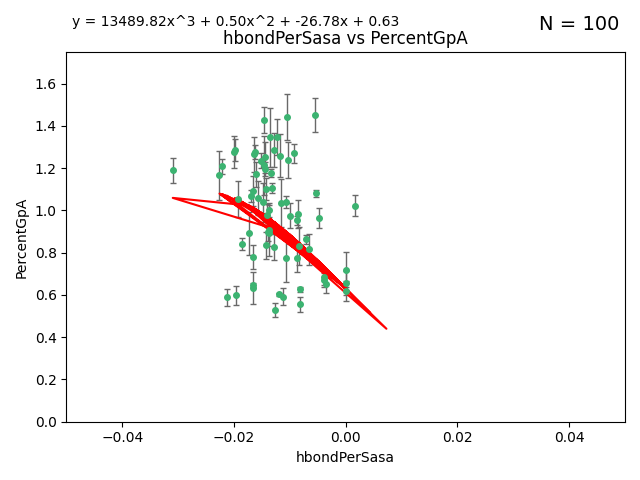 y = 13489.82x^3 + 0.50x^2 + -26.78x + 0.63
N = 100
hbondPerSasa vs PercentGpA
1.6
1.4
1.2
1.0
0.8
0.6
0.4
0.2
0.0
PercentGpA
−0.04 −0.02 0.00 0.02 0.04
hbondPerSasa